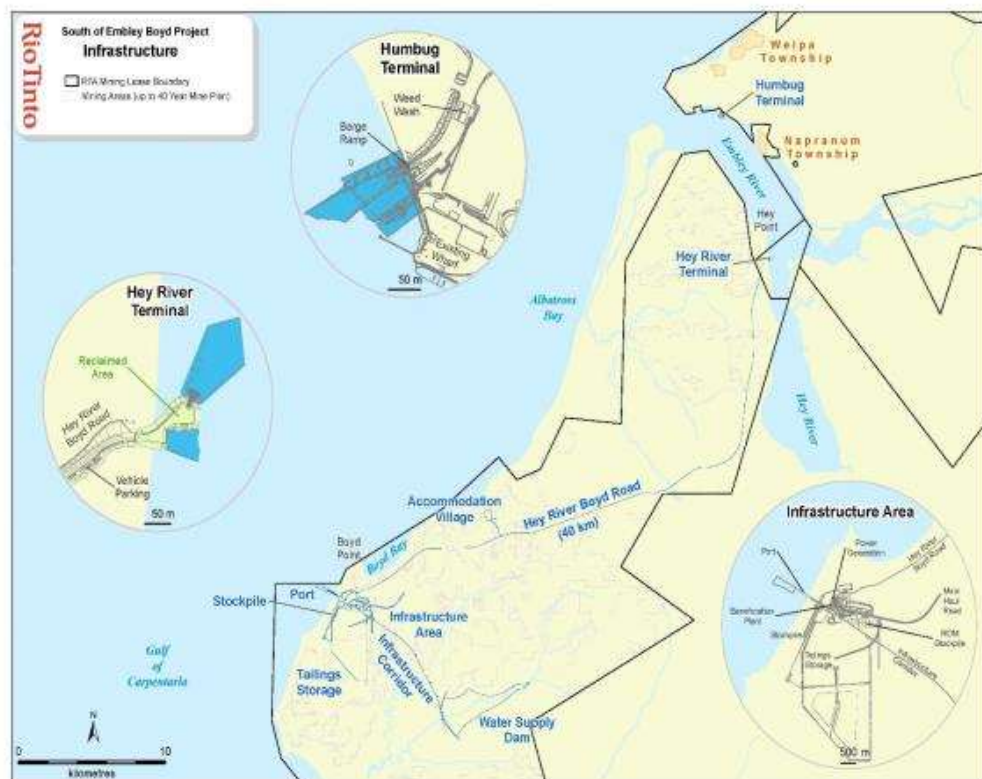 RioTinto
South of Embley Boyd Project
Infrastructure
RTA Mining Lease Boundary
Mining Areas (up to 40 Year Mine Plan)
Humbug
Terminal
Weed
Wash
Barge
Ramp
Existing
Wharf
50 m
Weipa
Township
Humbug
Terminal
Napranum
Township
Embley River
Hey
Point
Hey River
Terminal
Hey River
Terminal
Reclaimed
Area
Hey River
Boyd Road
Vehicle
Parking
50 m
Albatross
Bay
Hey River
Accommodation
Village
Hey River Boyd Road
(40 km)
Boyd
Point
Boyd Bay
Port
Stockpile
Infrastructure
Area
Infrastructure
Corridor
Tailings
Storage
Water Supply
Dam
Gulf
of
Carpentaria
N
0 10
kilometres
Infrastructure Area
Port
Power
Generation
Hey River
Boyd Road
Beneficiation
Plant
Main
Haul
Road
Stockpile
ROM
Stockpile
Tailings
Storage
Infrastructure
Corridor
500 m